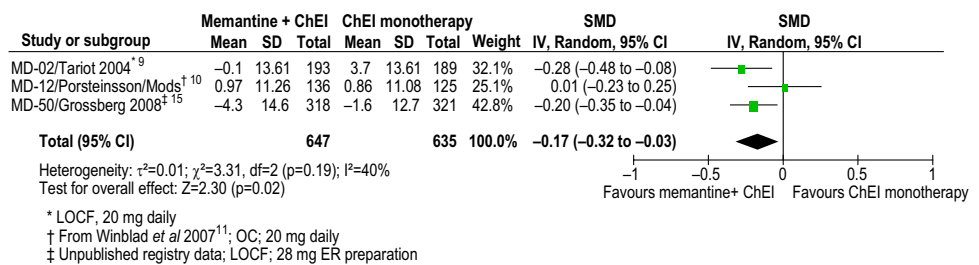 Memantine + ChEI ChEI monotherapy SMD SMD
Study or subgroup Mean SD Total Mean SD Total Weight IV, Random, 95% CI IV, Random, 95% CI
MD-02/Tariot 2004* 9 −0.1 13.61 193 3.7 13.61 189 32.1% −0.28 (−0.48 to −0.08)
MD-12/Porsteinsson/Mods† 10 0.97 11.26 136 0.86 11.08 125 25.1% 0.01 (−0.23 to 0.25)
MD-50/Grossberg 2008‡ 15 −4.3 14.6 318 −1.6 12.7 321 42.8% −0.20 (−0.35 to −0.04)
Total (95% CI) 647 635 100.0% −0.17 (−0.32 to −0.03)
Heterogeneity: τ²=0.01; χ²=3.31, df=2 (p=0.19); I²=40%
Test for overall effect: Z=2.30 (p=0.02)
−1 −0.5 0 0.5 1
Favours memantine+ ChEI Favours ChEI monotherapy
* LOCF, 20 mg daily
† From Winblad et al 2007¹¹; OC; 20 mg daily
‡ Unpublished registry data; LOCF; 28 mg ER preparation